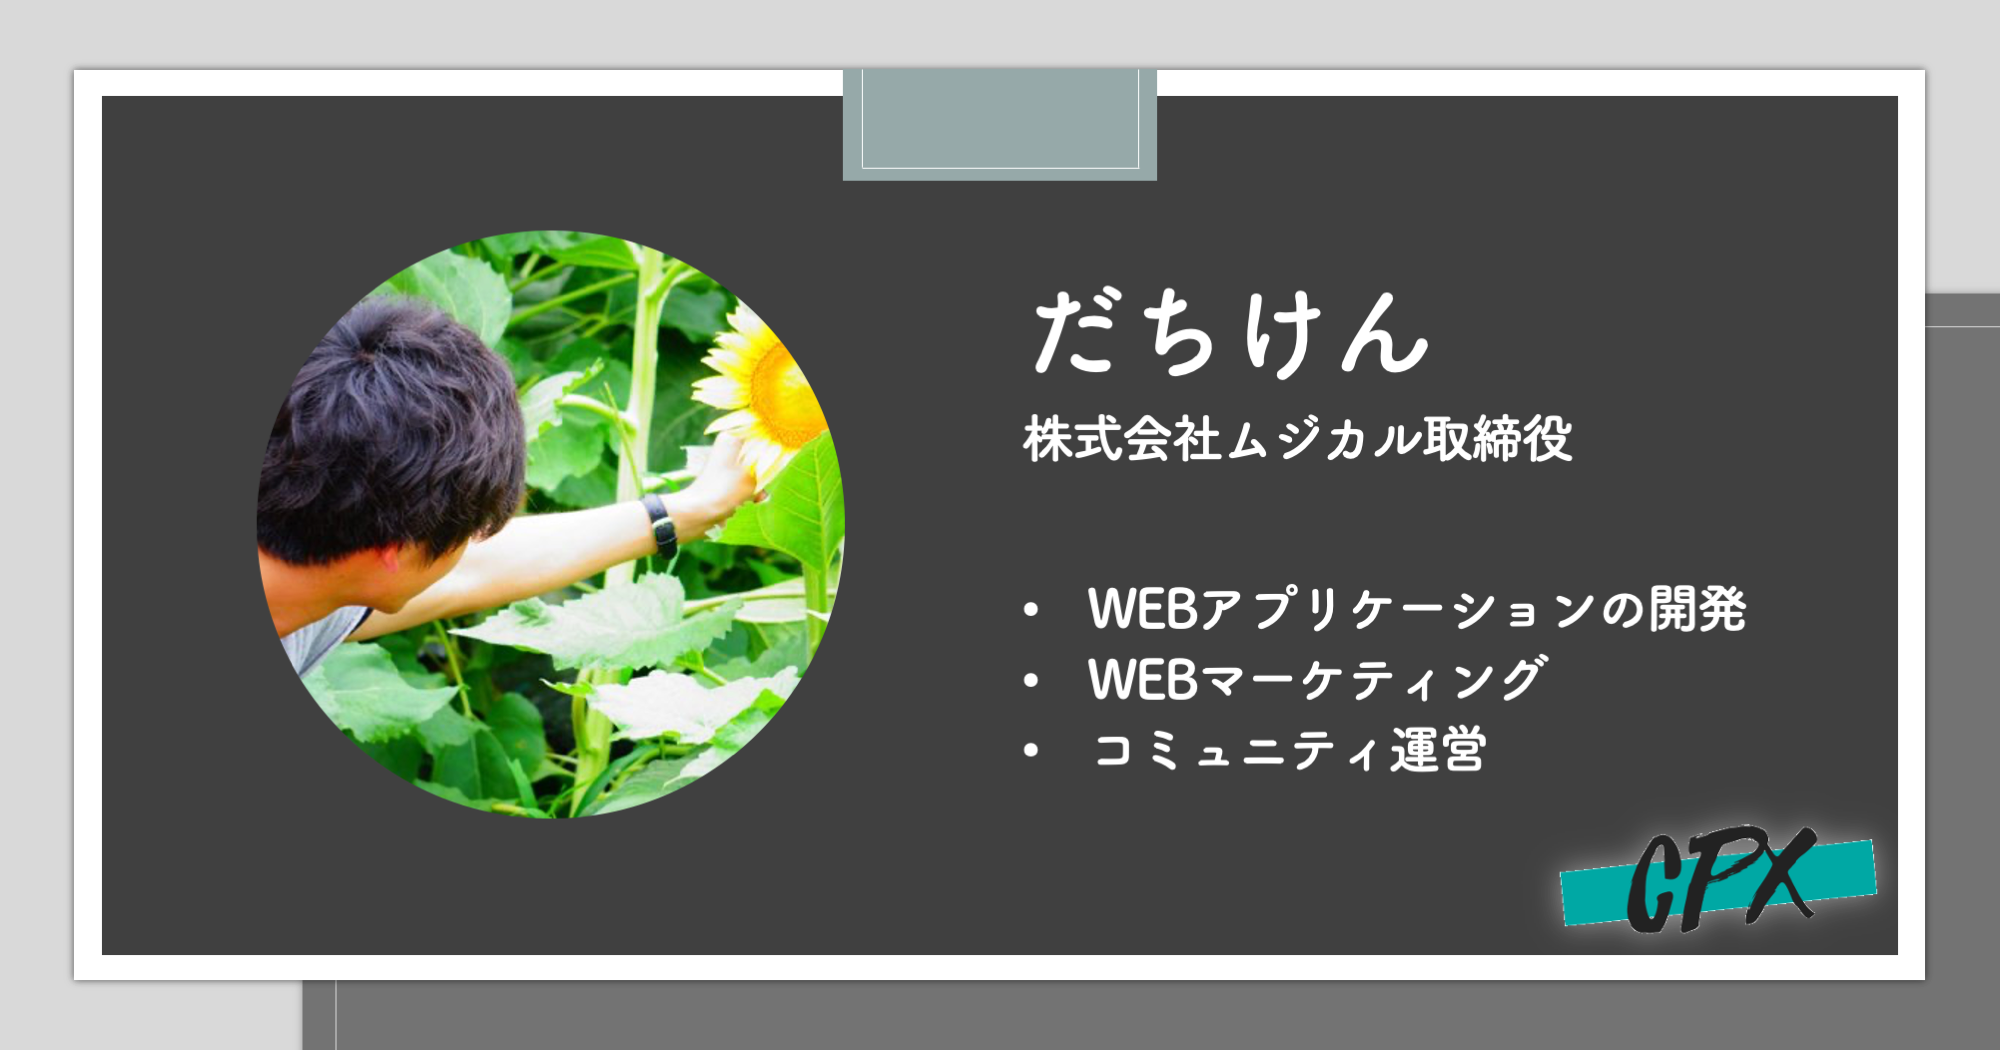 だちけん
株式会社ムジカル取締役
• WEBアプリケーションの開発
• WEBマーケティング
• コミュニティ運営
CPX